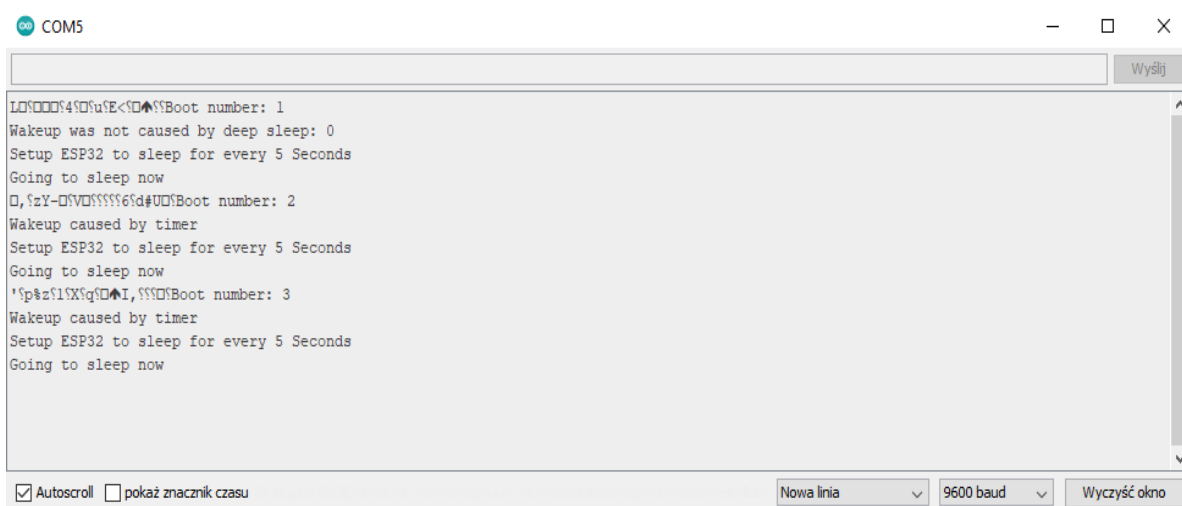 COM5
Wyślij
Boot number: 1
Wakeup was not caused by deep sleep: 0
Setup ESP32 to sleep for every 5 Seconds
Going to sleep now
Boot number: 2
Wakeup caused by timer
Setup ESP32 to sleep for every 5 Seconds
Going to sleep now
Boot number: 3
Wakeup caused by timer
Setup ESP32 to sleep for every 5 Seconds
Going to sleep now
Autoscroll pokaż znacznik czasu Nowa linia 9600 baud Wyczyść okno